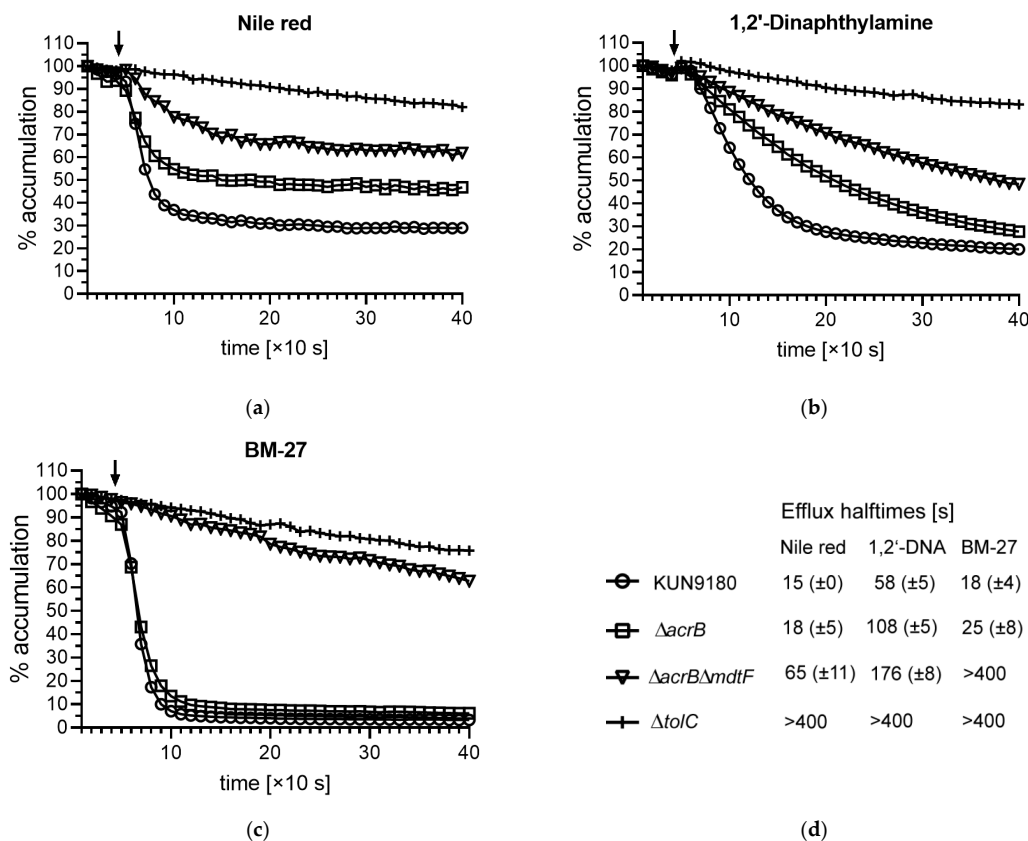 Nile red
110
100
90
80
70
60
50
40
30
20
10
0
% accumulation
10 20 30 40
time [×10 s]
(a)
1,2'-Dinaphthylamine
110
100
90
80
70
60
50
40
30
20
10
0
% accumulation
10 20 30 40
time [×10 s]
(b)
BM-27
110
100
90
80
70
60
50
40
30
20
10
0
% accumulation
10 20 30 40
time [×10 s]
(c)
Efflux halftimes [s]
Nile red 1,2‘-DNA BM-27
KUN9180 15 (±0) 58 (±5) 18 (±4)
ΔacrB 18 (±5) 108 (±5) 25 (±8)
ΔacrBΔmdtF 65 (±11) 176 (±8) >400
ΔtolC >400 >400 >400
(d)